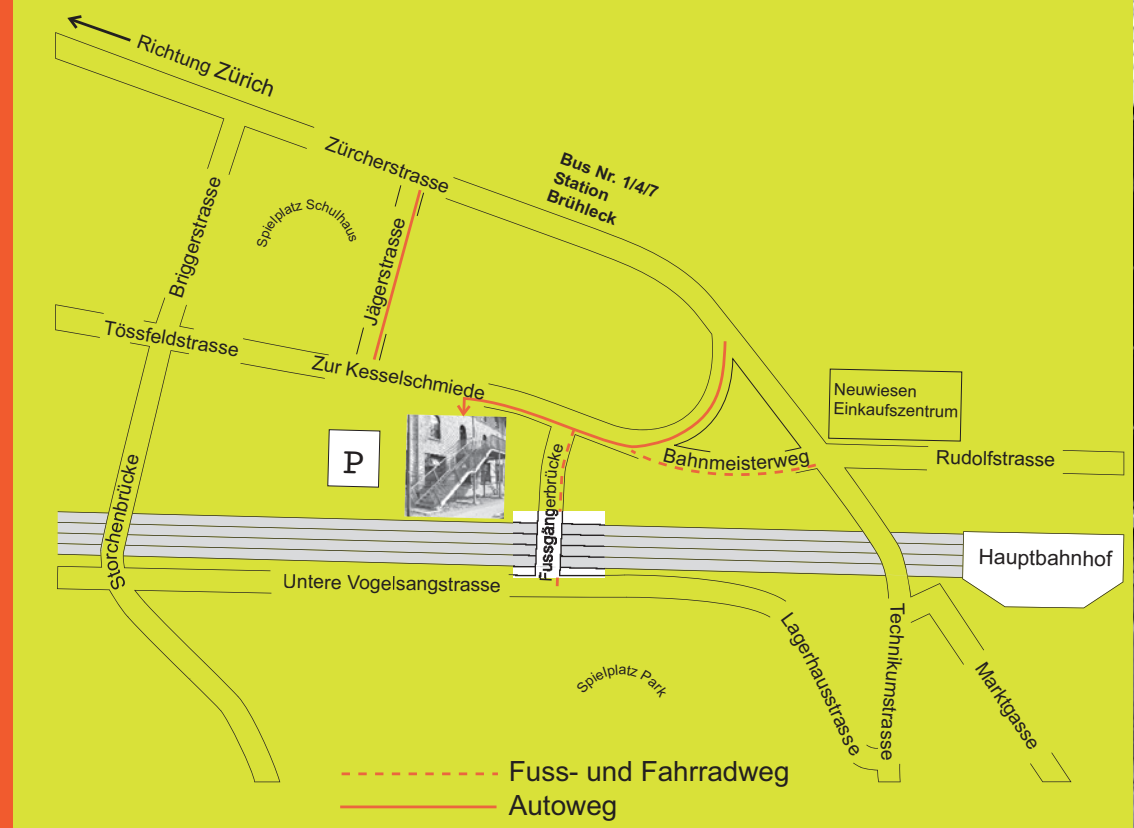 Richtung Zürich
Zürcherstrasse
Bus Nr. 1/4/7
Station
Brühleck
Spielplatz Schulhaus
Briggerstrasse
Jägerstrasse
Tössfeldstrasse
Zur Kesselschmiede
Neuwiesen
Einkaufszentrum
P
Bahnmeisterweg
Rudolfstrasse
Storchenbrücke
Fussgängerbrücke
Hauptbahnhof
Untere Vogelsangstrasse
Lagerhausstrasse
Technikumstrasse
Marktgasse
Spielplatz Park
Fuss- und Fahrradweg
Autoweg